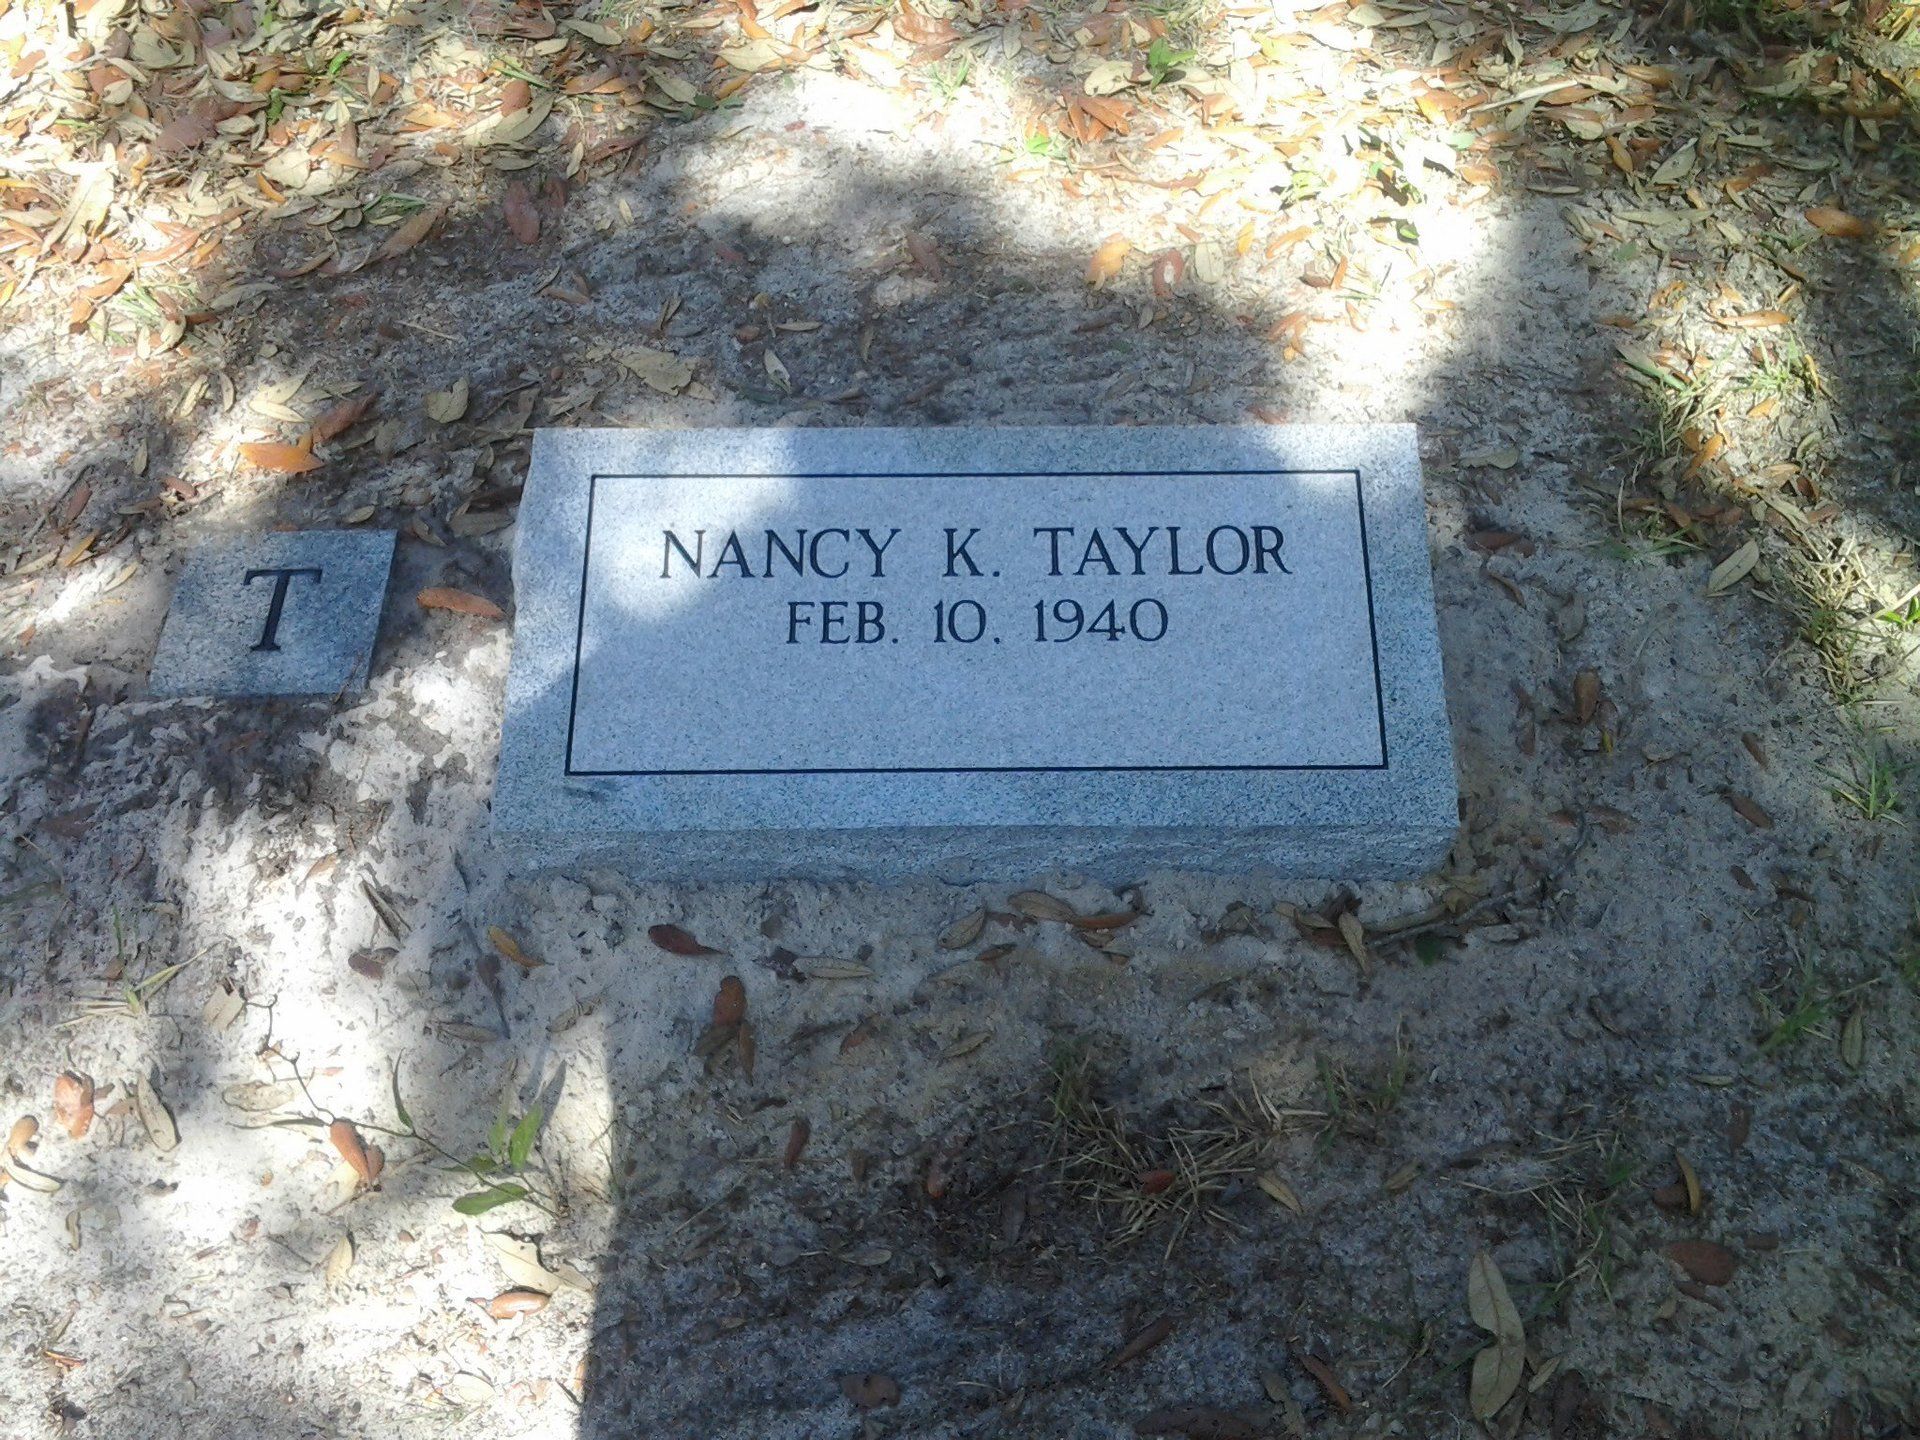 T
NANCY K. TAYLOR
FEB. 10, 1940